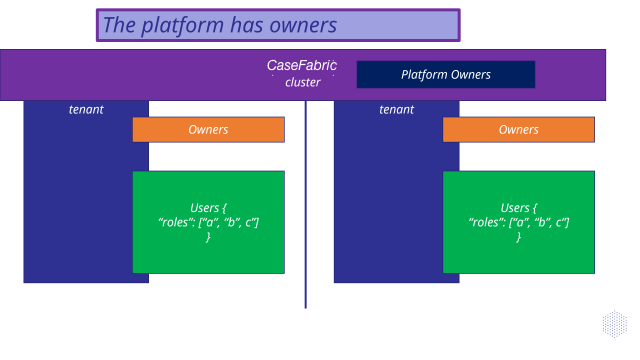 The platform has owners
CaseFabric
cluster
Platform Owners
tenant
Owners
Users {
“roles”: [“a”, “b”, c”]
}
tenant
Owners
Users {
“roles”: [“a”, “b”, c”]
}